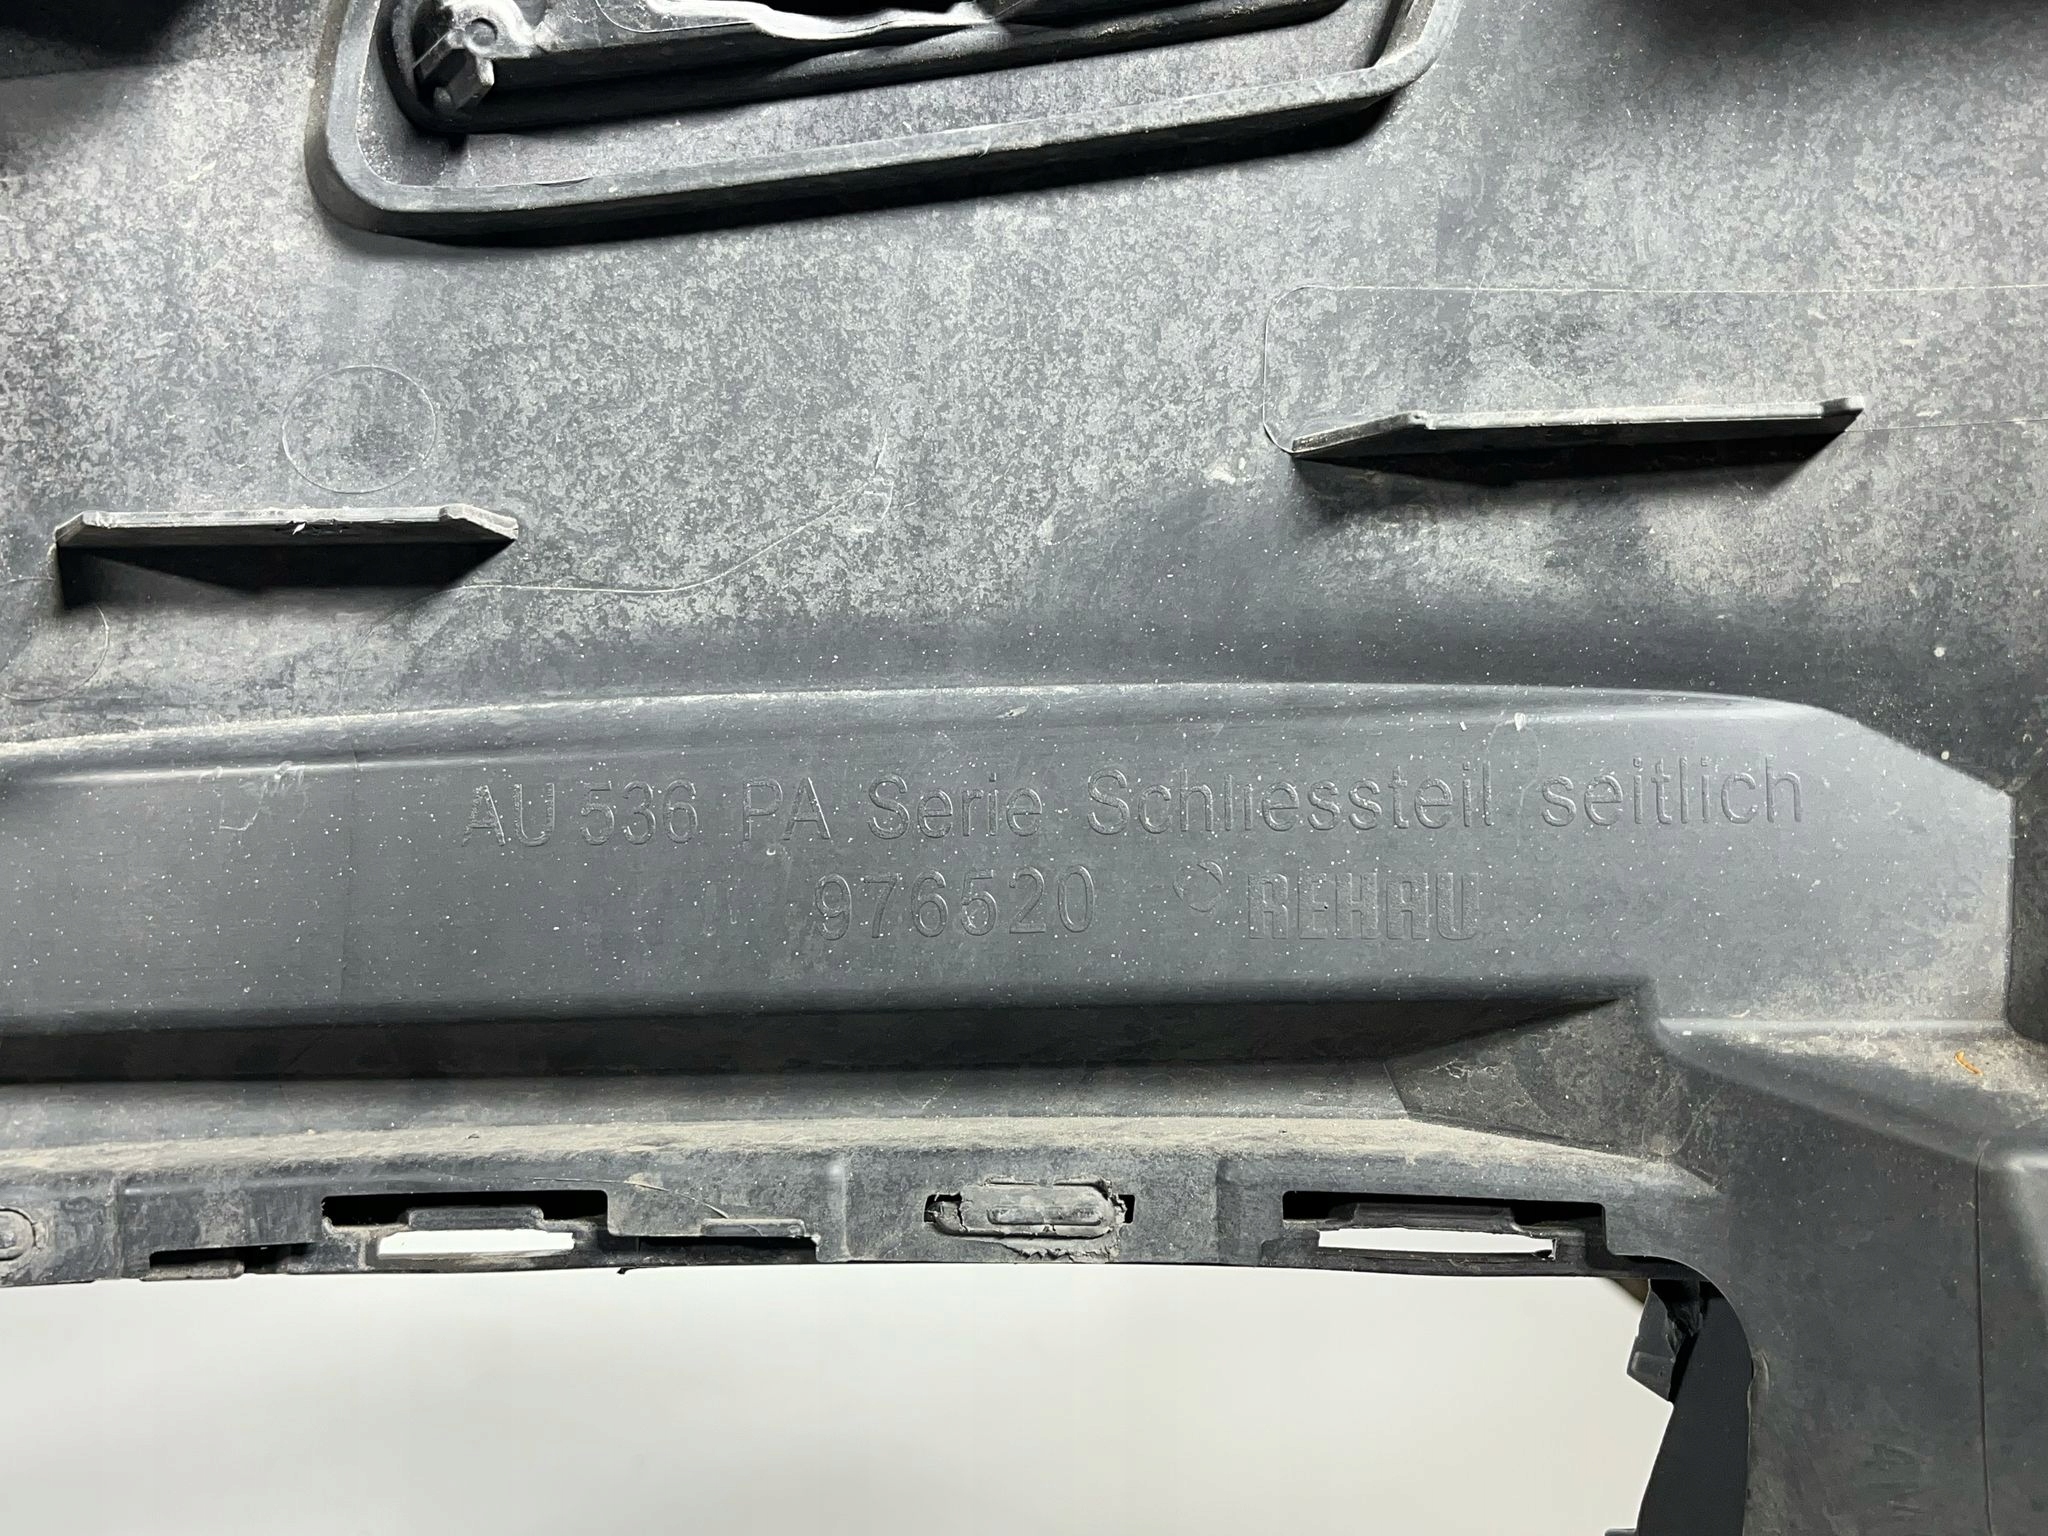 AU 536 PA Serie Schliessteil seitlich
976520 REHAU